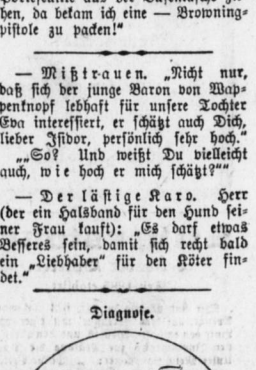 hen, da bekam ich eine — Browning-
pistole zu packen!"
— Mißtrauen. „Nicht nur,
daß sich der junge Baron von Wap-
penknopf lebhaft für unsere Tochter
Eva interessiert, er schätzt auch Dich,
lieber Isidor, persönlich sehr hoch."
„„So? Und weißt Du vielleicht
auch, wie hoch er mich schätzt?""
— Der lästige Karo. Herr
(der ein Halsband für den Hund sei-
ner Frau kauft): „Es darf etwas
Besseres sein, damit sich recht bald
ein „Liebhaber" für den Köter fin-
det."
Diagnose.